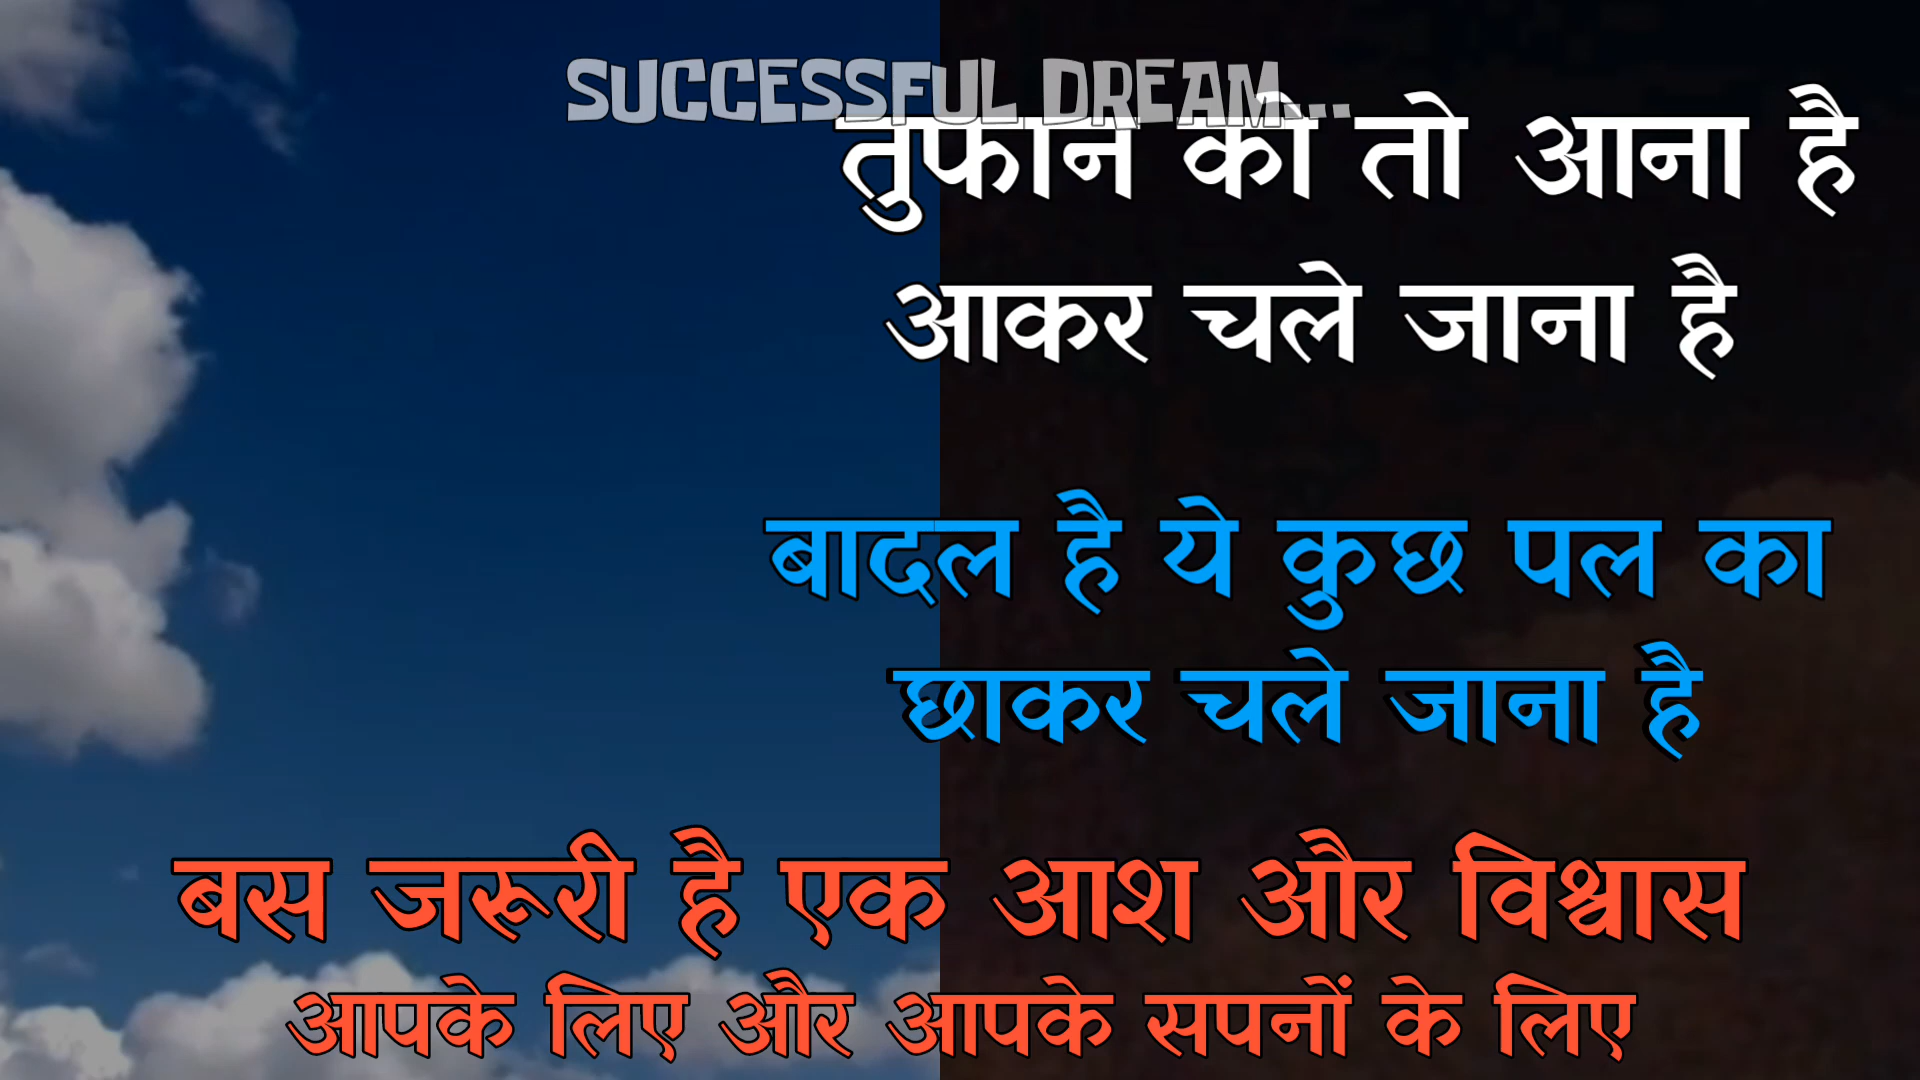 SUCCESSFUL DREAM...
तुफान को तो आना है
आकर चले जाना है
बादल है ये कुछ पल का
छाकर चले जाना है
बस जरूरी है एक आश और विश्वास
आपके लिए और आपके सपनों के लिए